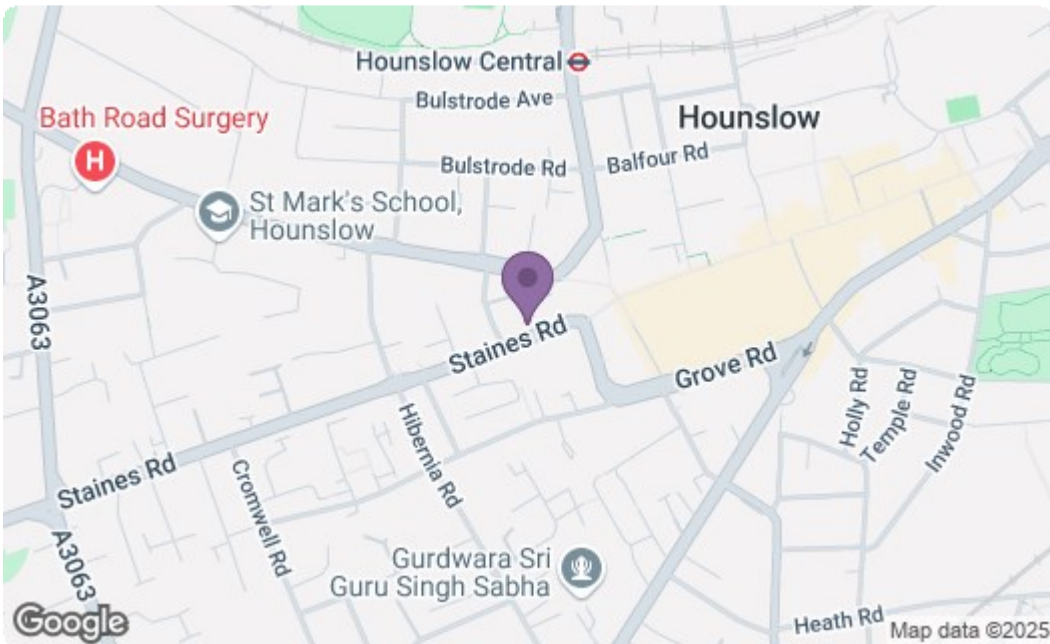 Hounslow Central
Bulstrode Ave
Bath Road Surgery
H
Hounslow
Bulstrode Rd
Balfour Rd
St Mark's School,
Hounslow
A3063
Staines Rd
Grove Rd
Holly Rd
Temple Rd
Inwood Rd
Hibernia Rd
Staines Rd
Cromwell Rd
A3063
Gurdwara Sri
Guru Singh Sabha
Heath Rd
Google
Map data ©2025